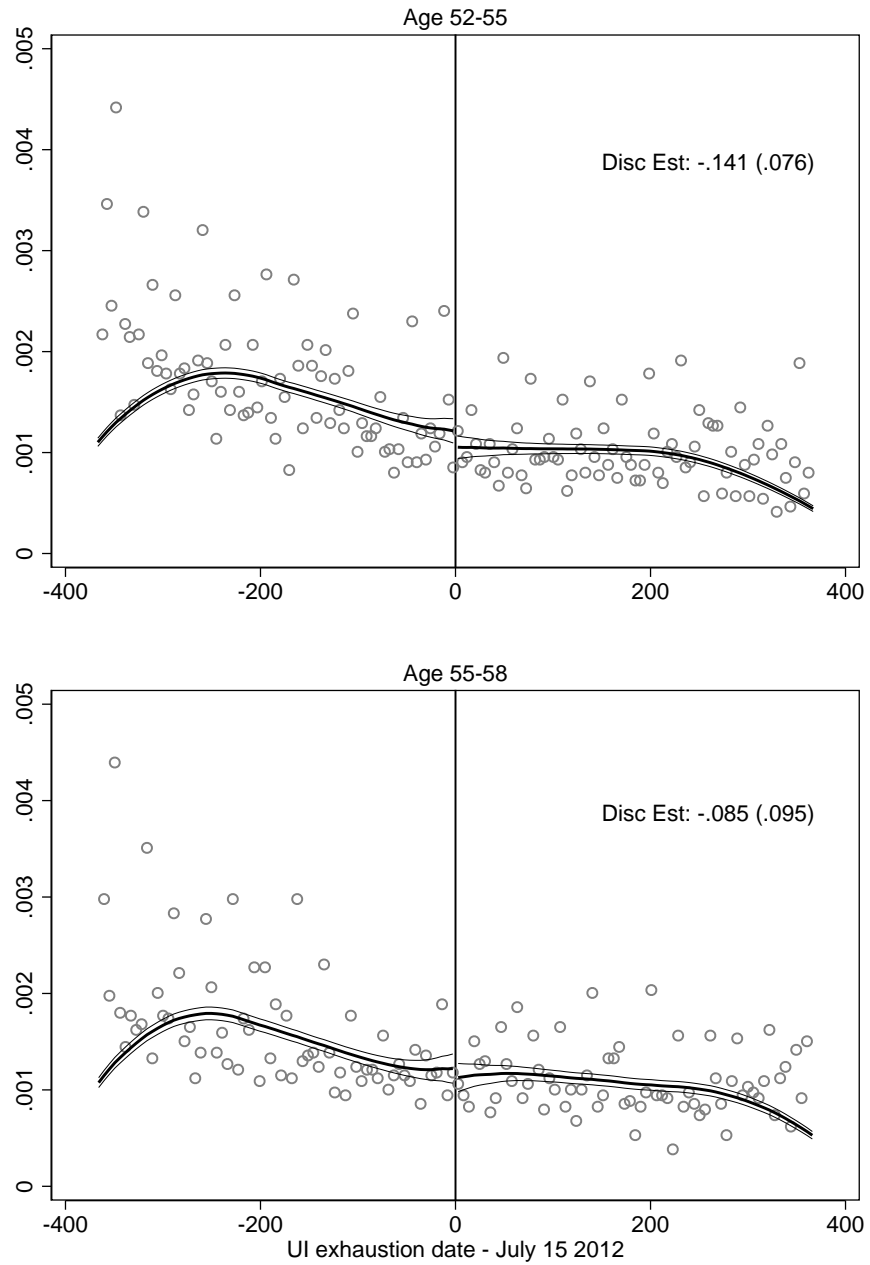 Age 52-55
.005
.004
.003
.002
.001
0
Disc Est: -.141 (.076)
-400 -200 0 200 400
Age 55-58
.005
.004
.003
.002
.001
0
Disc Est: -.085 (.095)
-400 -200 0 200 400
UI exhaustion date - July 15 2012